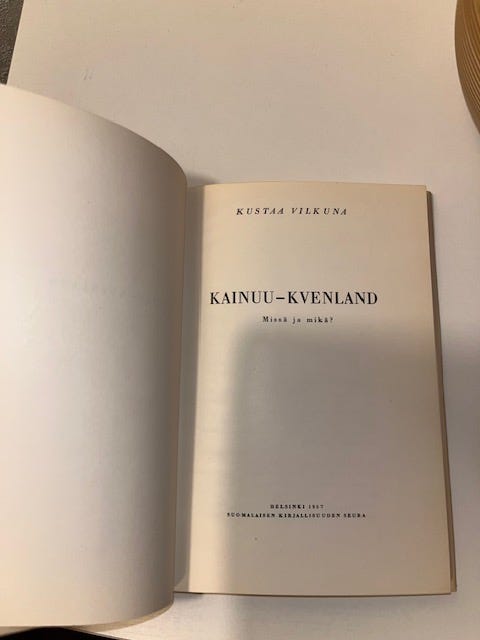 KUSTAA VILKUNA
KAINUU–KVENLAND
Missä ja mikä?
HELSINKI 1957
SUOMALAISEN KIRJALLISUUDEN SEURA